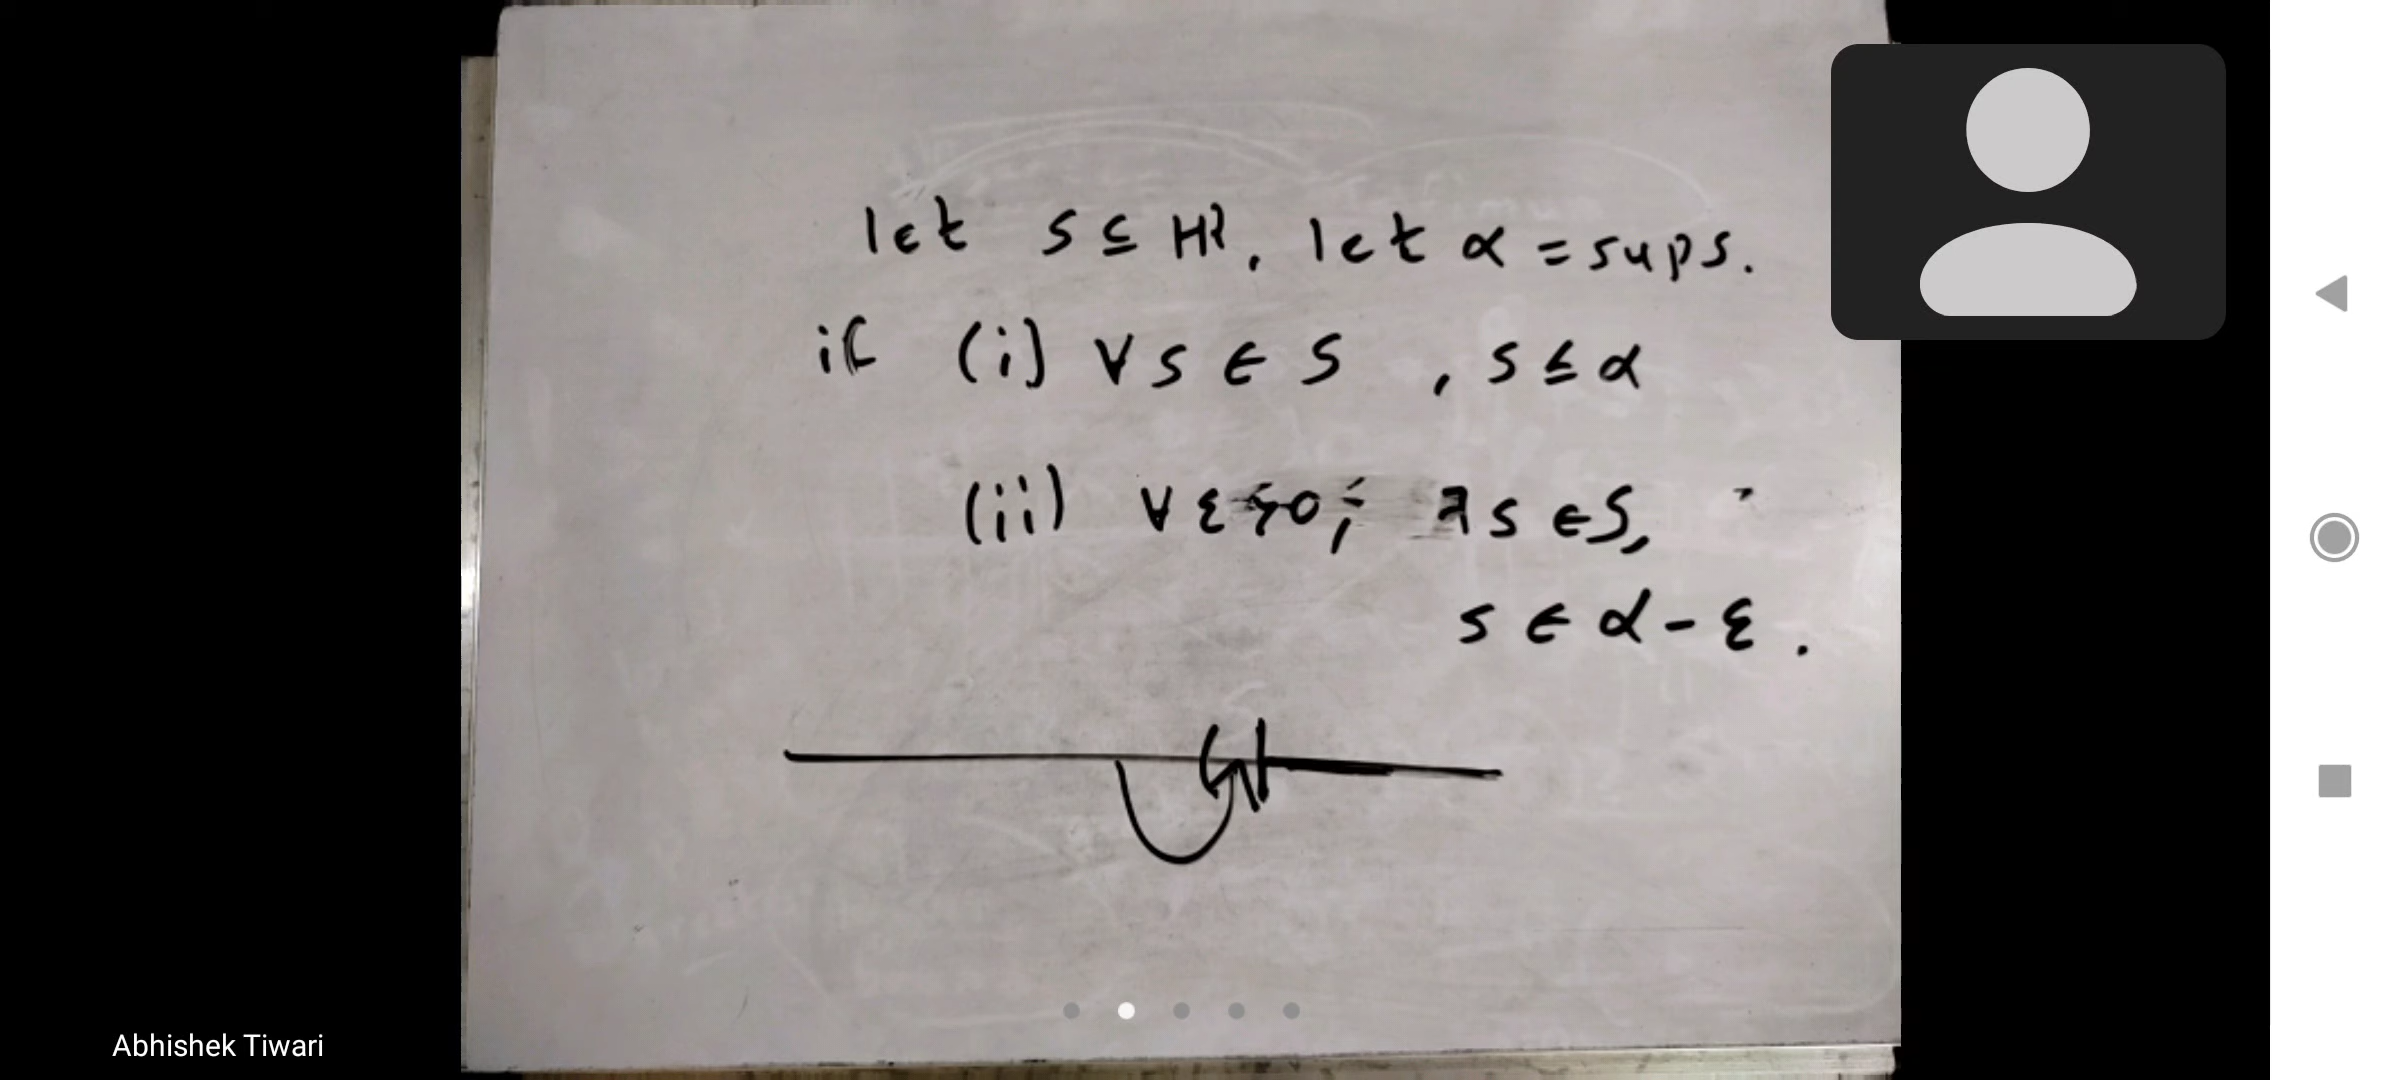 let S ⊆ ℝ, let α = sup S.
if (i) ∀ s ∈ S , s ≤ α
(ii) ∀ ε > 0, ∃ s ∈ S,
s ∈ α - ε .
Abhishek Tiwari